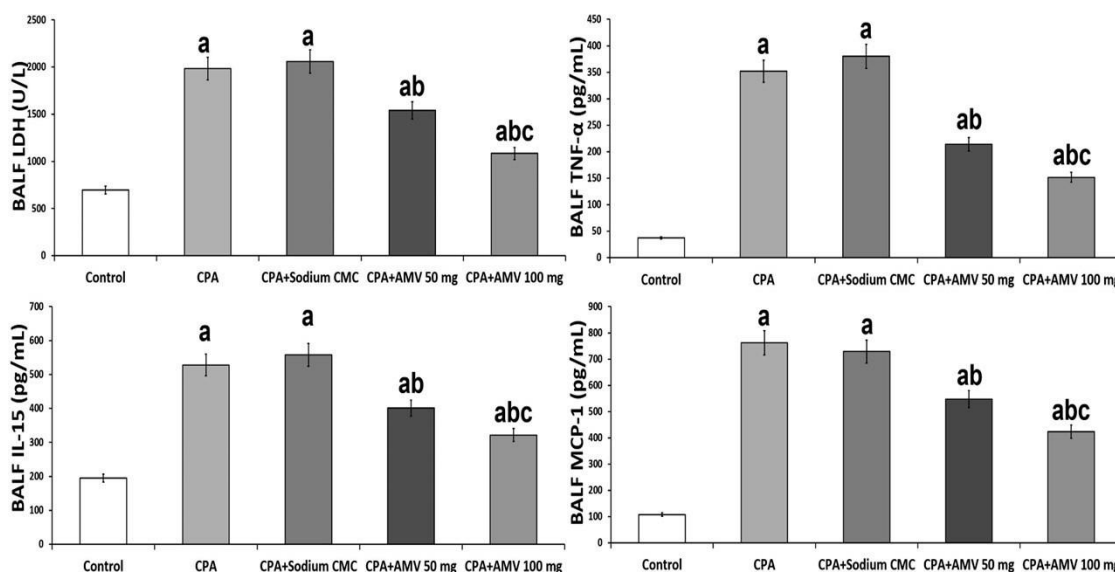 BALF LDH (U/L)
2500
2000
1500
1000
500
0
a
a
ab
abc
Control
CPA
CPA+Sodium CMC
CPA+AMV 50 mg
CPA+AMV 100 mg
BALF TNF-α (pg/mL)
450
400
350
300
250
200
150
100
50
0
a
a
ab
abc
Control
CPA
CPA+Sodium CMC
CPA+AMV 50 mg
CPA+AMV 100 mg
BALF IL-15 (pg/mL)
700
600
500
400
300
200
100
0
a
a
ab
abc
Control
CPA
CPA+Sodium CMC
CPA+AMV 50 mg
CPA+AMV 100 mg
BALF MCP-1 (pg/mL)
900
800
700
600
500
400
300
200
100
0
a
a
ab
abc
Control
CPA
CPA+Sodium CMC
CPA+AMV 50 mg
CPA+AMV 100 mg